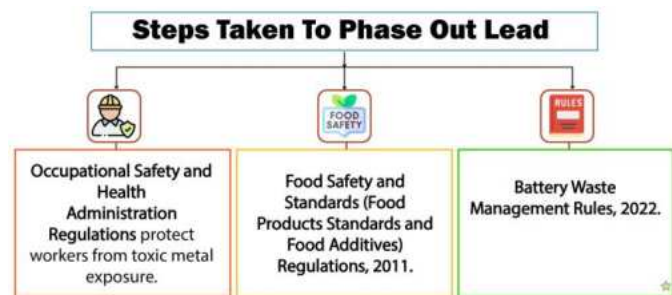 Steps Taken To Phase Out Lead
FOOD
SAFETY
RULES
Occupational Safety and
Health
Administration
Regulations protect
workers from toxic metal
exposure.
Food Safety and
Standards (Food
Products Standards and
Food Additives)
Regulations, 2011.
Battery Waste
Management Rules, 2022.